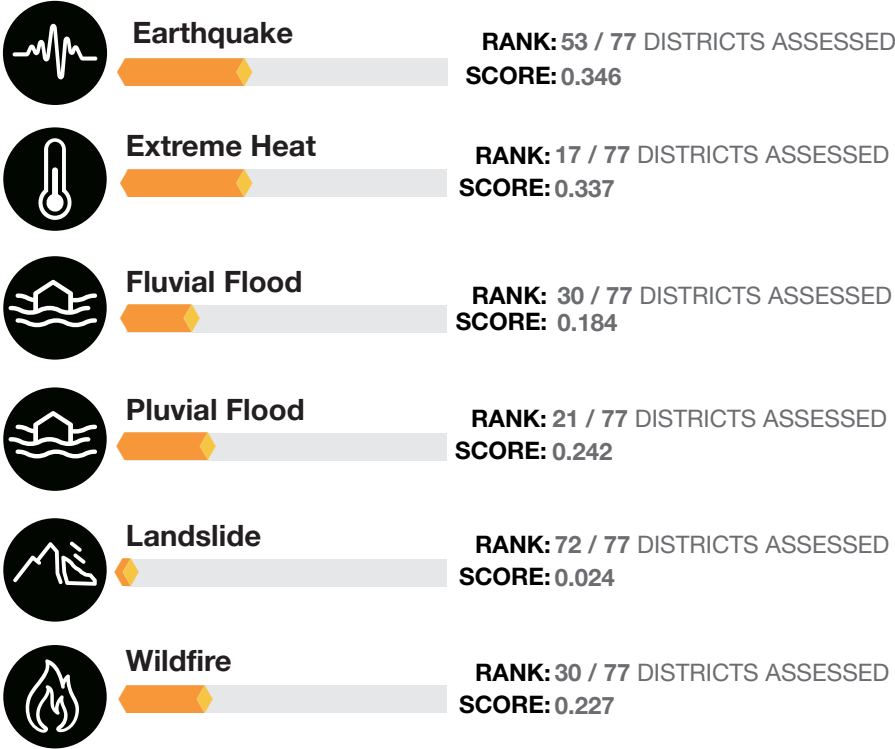 Earthquake
RANK: 53 / 77 DISTRICTS ASSESSED
SCORE: 0.346
Extreme Heat
RANK: 17 / 77 DISTRICTS ASSESSED
SCORE: 0.337
Fluvial Flood
RANK: 30 / 77 DISTRICTS ASSESSED
SCORE: 0.184
Pluvial Flood
RANK: 21 / 77 DISTRICTS ASSESSED
SCORE: 0.242
Landslide
RANK: 72 / 77 DISTRICTS ASSESSED
SCORE: 0.024
Wildfire
RANK: 30 / 77 DISTRICTS ASSESSED
SCORE: 0.227